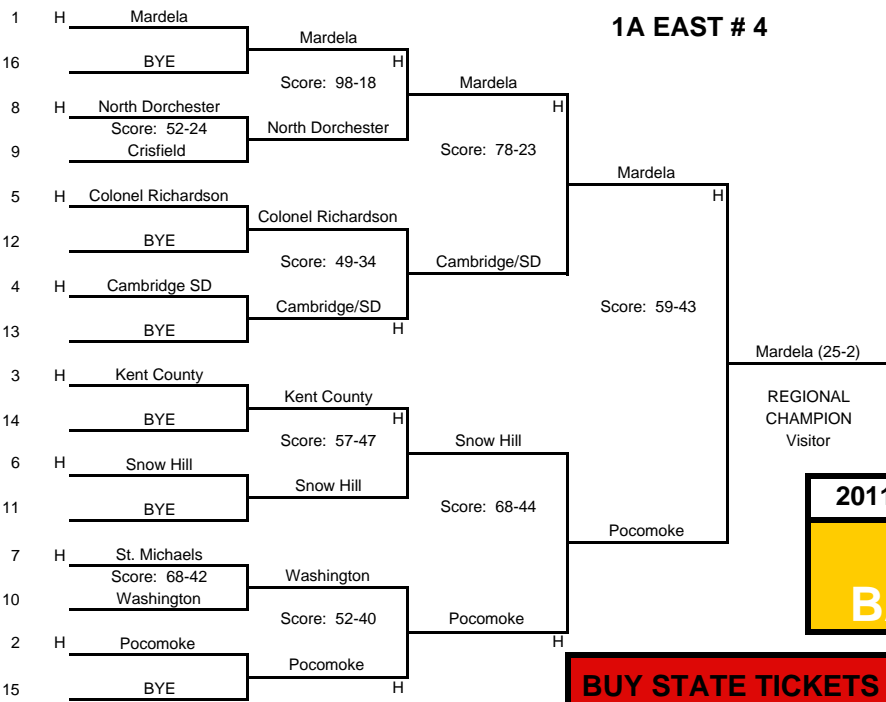 1A EAST # 4
1 H Mardela
16 BYE
Mardela
H
Score: 98-18
8 H North Dorchester
Score: 52-24
9 Crisfield
North Dorchester
Mardela
H
Score: 78-23
5 H Colonel Richardson
12 BYE
Colonel Richardson
Score: 49-34
4 H Cambridge SD
13 BYE
Cambridge/SD
H
Cambridge/SD
Mardela
H
Score: 59-43
3 H Kent County
14 BYE
Kent County
H
Score: 57-47
6 H Snow Hill
11 BYE
Snow Hill
Snow Hill
Score: 68-44
7 H St. Michaels
Score: 68-42
10 Washington
Washington
Score: 52-40
2 H Pocomoke
15 BYE
Pocomoke
H
Pocomoke
H
Pocomoke
Mardela (25-2)
REGIONAL
CHAMPION
Visitor
2011
B
BUY STATE TICKETS